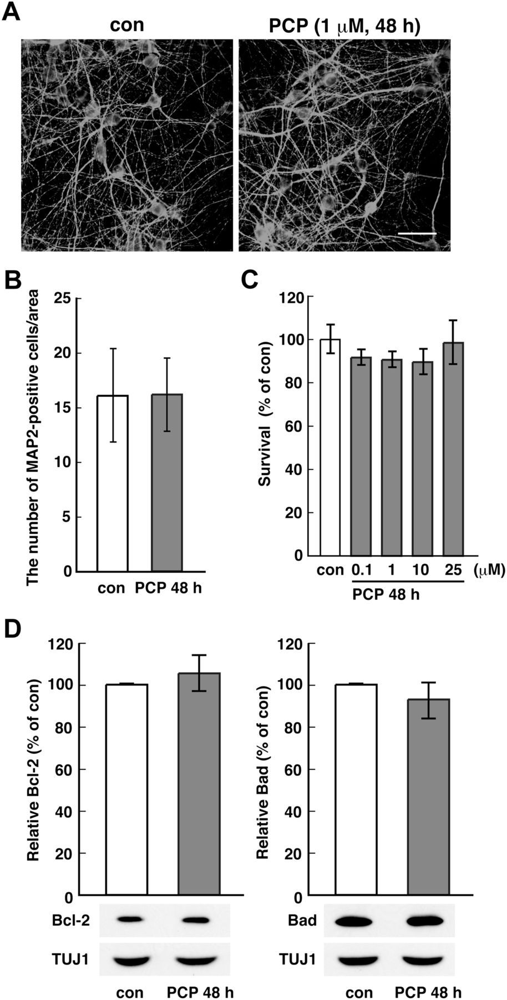 A
con
PCP (1 μM, 48 h)
B
The number of MAP2-positive cells/area
25
20
15
10
5
0
con PCP 48 h
C
Survival (% of con)
120
100
80
60
40
20
0
con 0.1 1 10 25 (μM)
PCP 48 h
D
Relative Bcl-2 (% of con)
120
100
80
60
40
20
0
Bcl-2
TUJ1
con PCP 48 h
Relative Bad (% of con)
120
100
80
60
40
20
0
Bad
TUJ1
con PCP 48 h